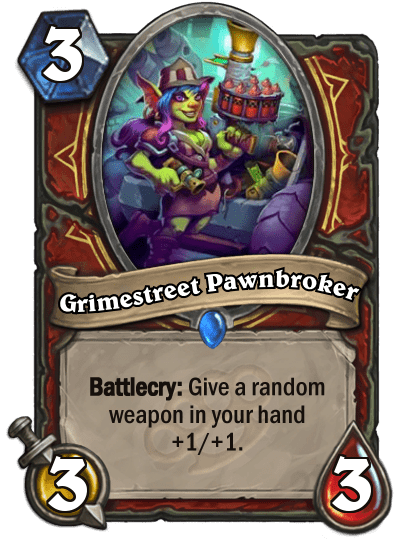 3
Grimestreet Pawnbroker
Battlecry: Give a random
weapon in your hand
+1/+1.
3 3